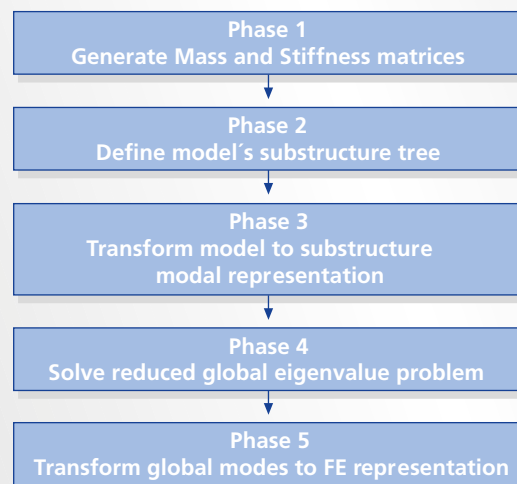 Phase 1
Generate Mass and Stiffness matrices
Phase 2
Define model´s substructure tree
Phase 3
Transform model to substructure
modal representation
Phase 4
Solve reduced global eigenvalue problem
Phase 5
Transform global modes to FE representation